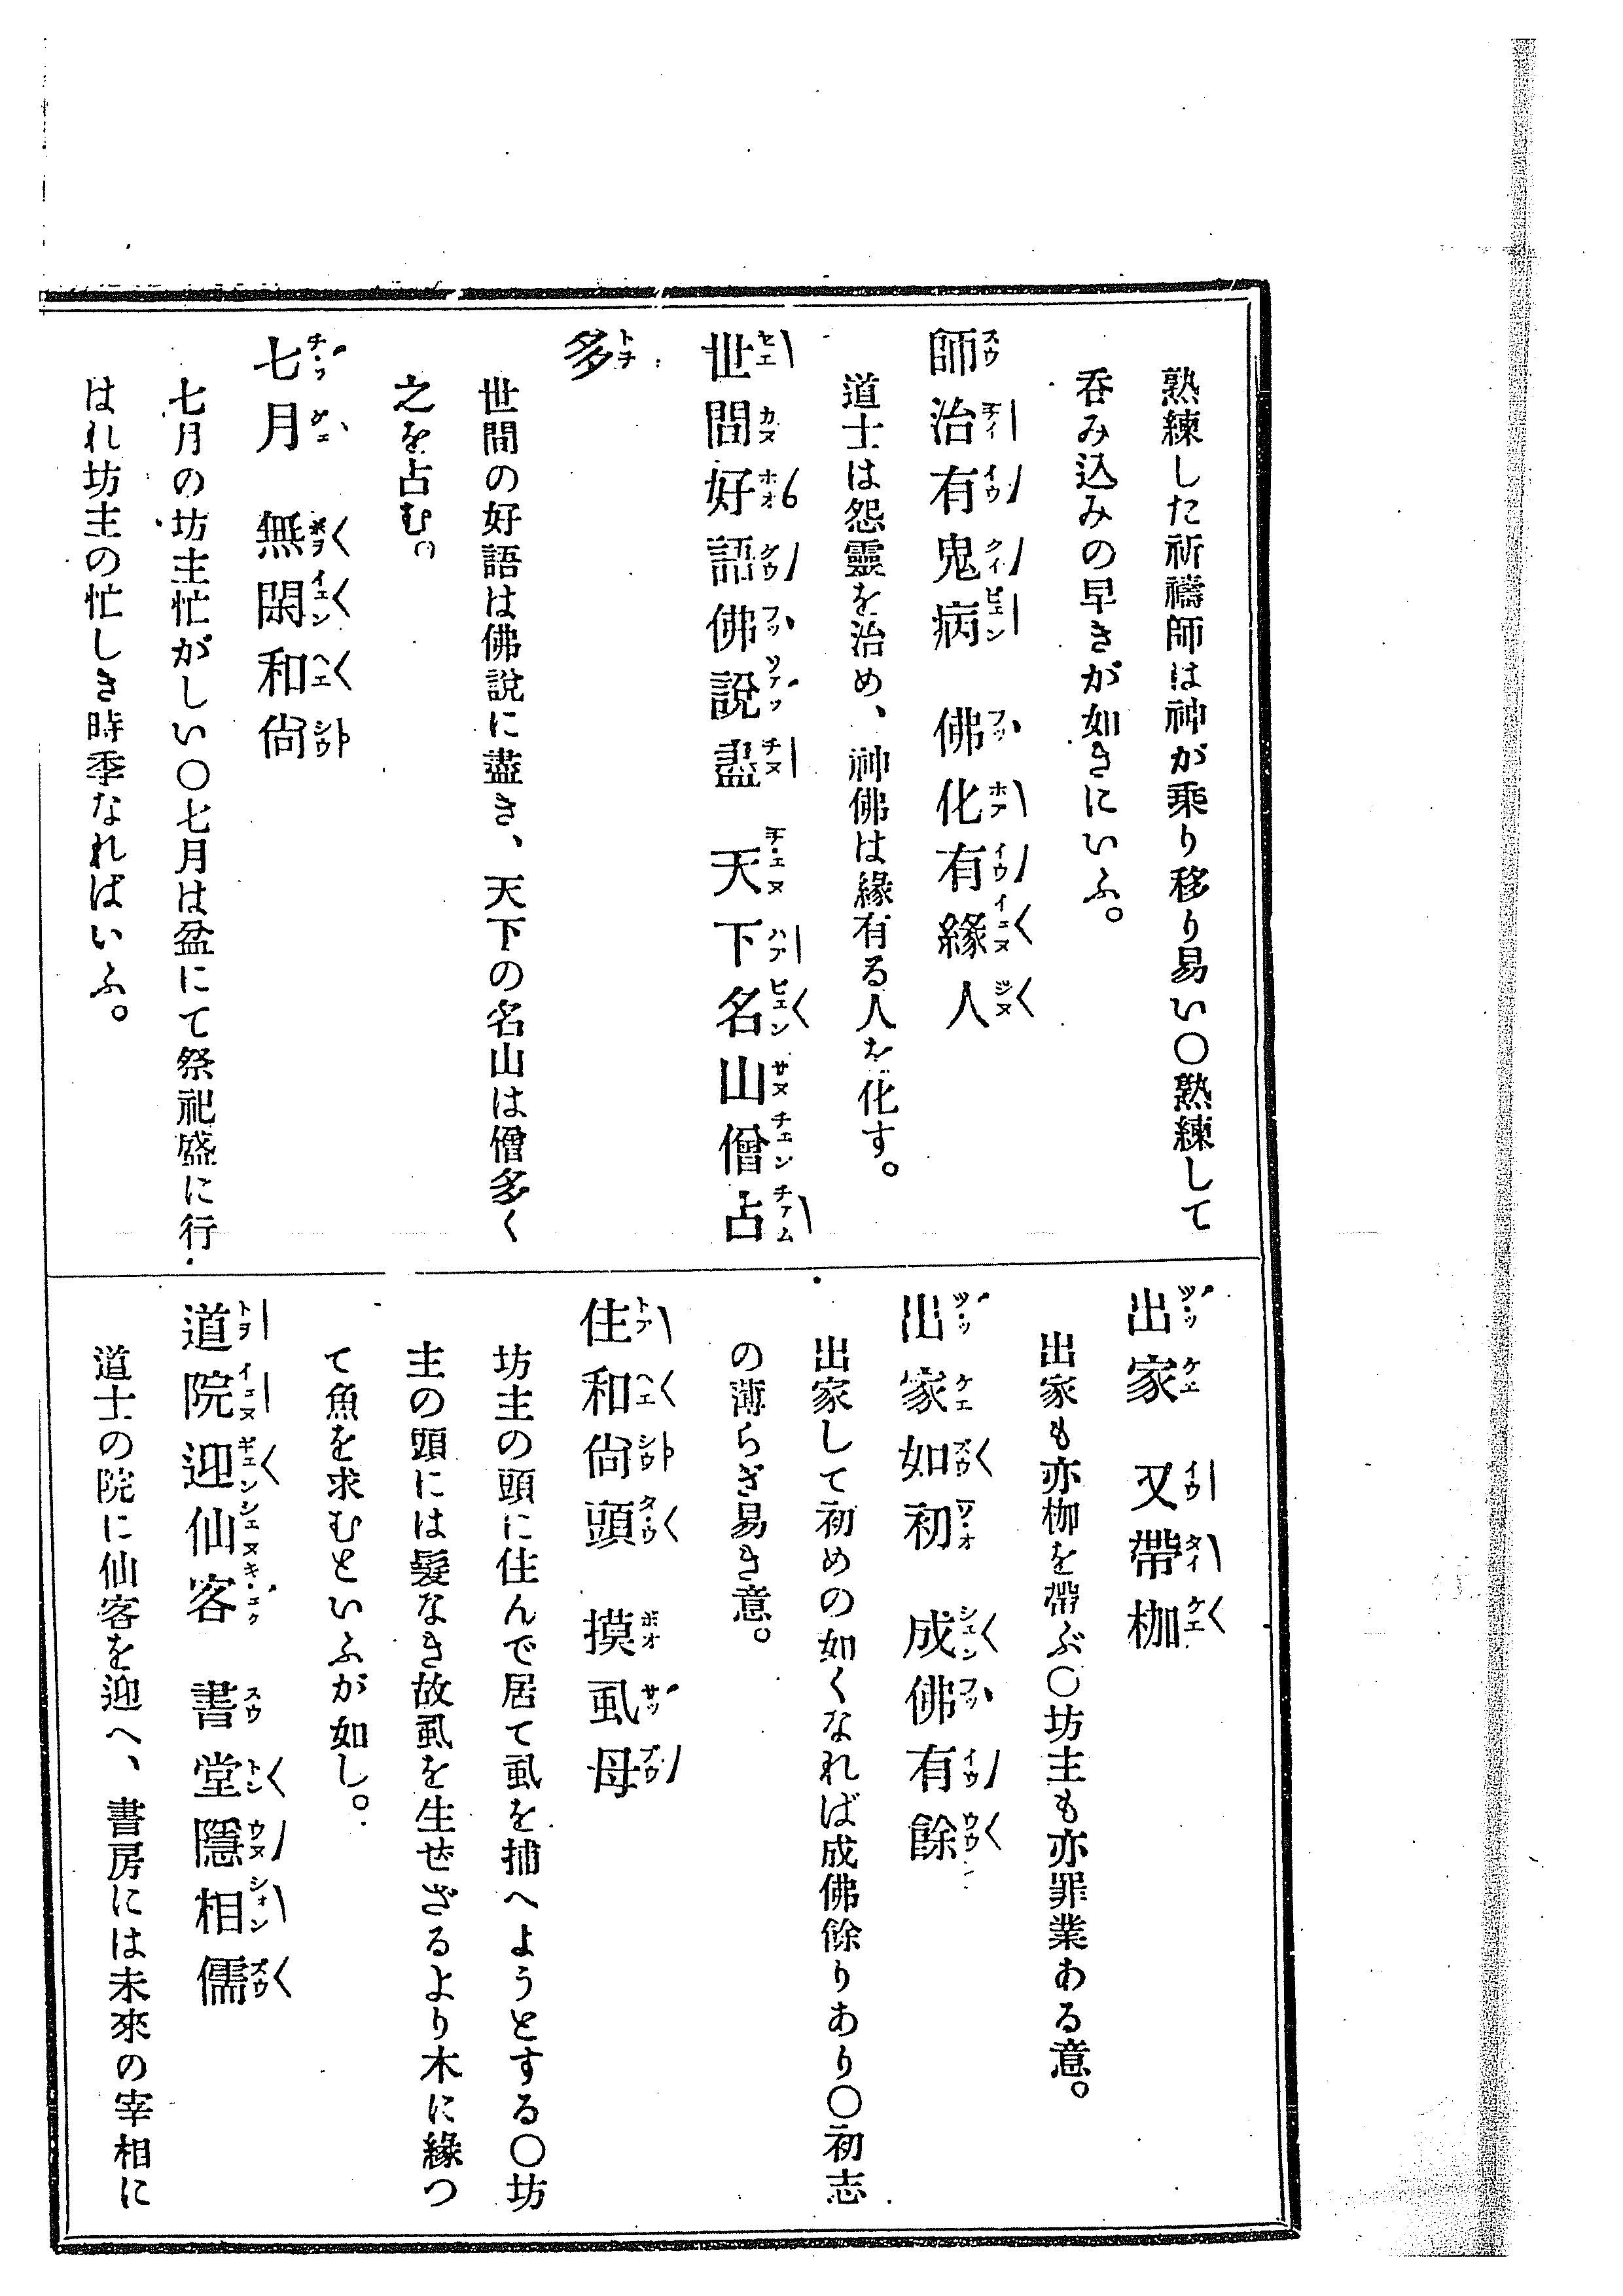 熟練した祈禱師は神が乘り移り易い〇熟練して
呑み込みの早きが如きにいふ。
師治有鬼病　佛化有緣人
道士は怨靈を治め、神佛は緣有る人を化す。
世間好語佛說盡　天下名山僧占
多
世間の好語は佛說に盡き、天下の名山は僧多く
之を占む。
七月　無閑和尙
七月の坊主忙がしい〇七月は盆にて祭祀盛に行
はれ坊主の忙しき時季なればいふ。
出家　又帶枷
出家も亦枷を帶ぶ〇坊主も亦罪業ある意。
出家如初　成佛有餘
出家して初めの如くなれば成佛餘りあり〇初志
の薄らぎ易き意。
住和尙頭　摸虱母
坊主の頭に住んで居て虱を捕へようとする〇坊
主の頭には髮なき故虱を生せざるより木に緣つ
て魚を求むといふが如し。
道院迎仙客　書堂隱相儒
道士の院に仙客を迎へ、書房には未來の宰相に